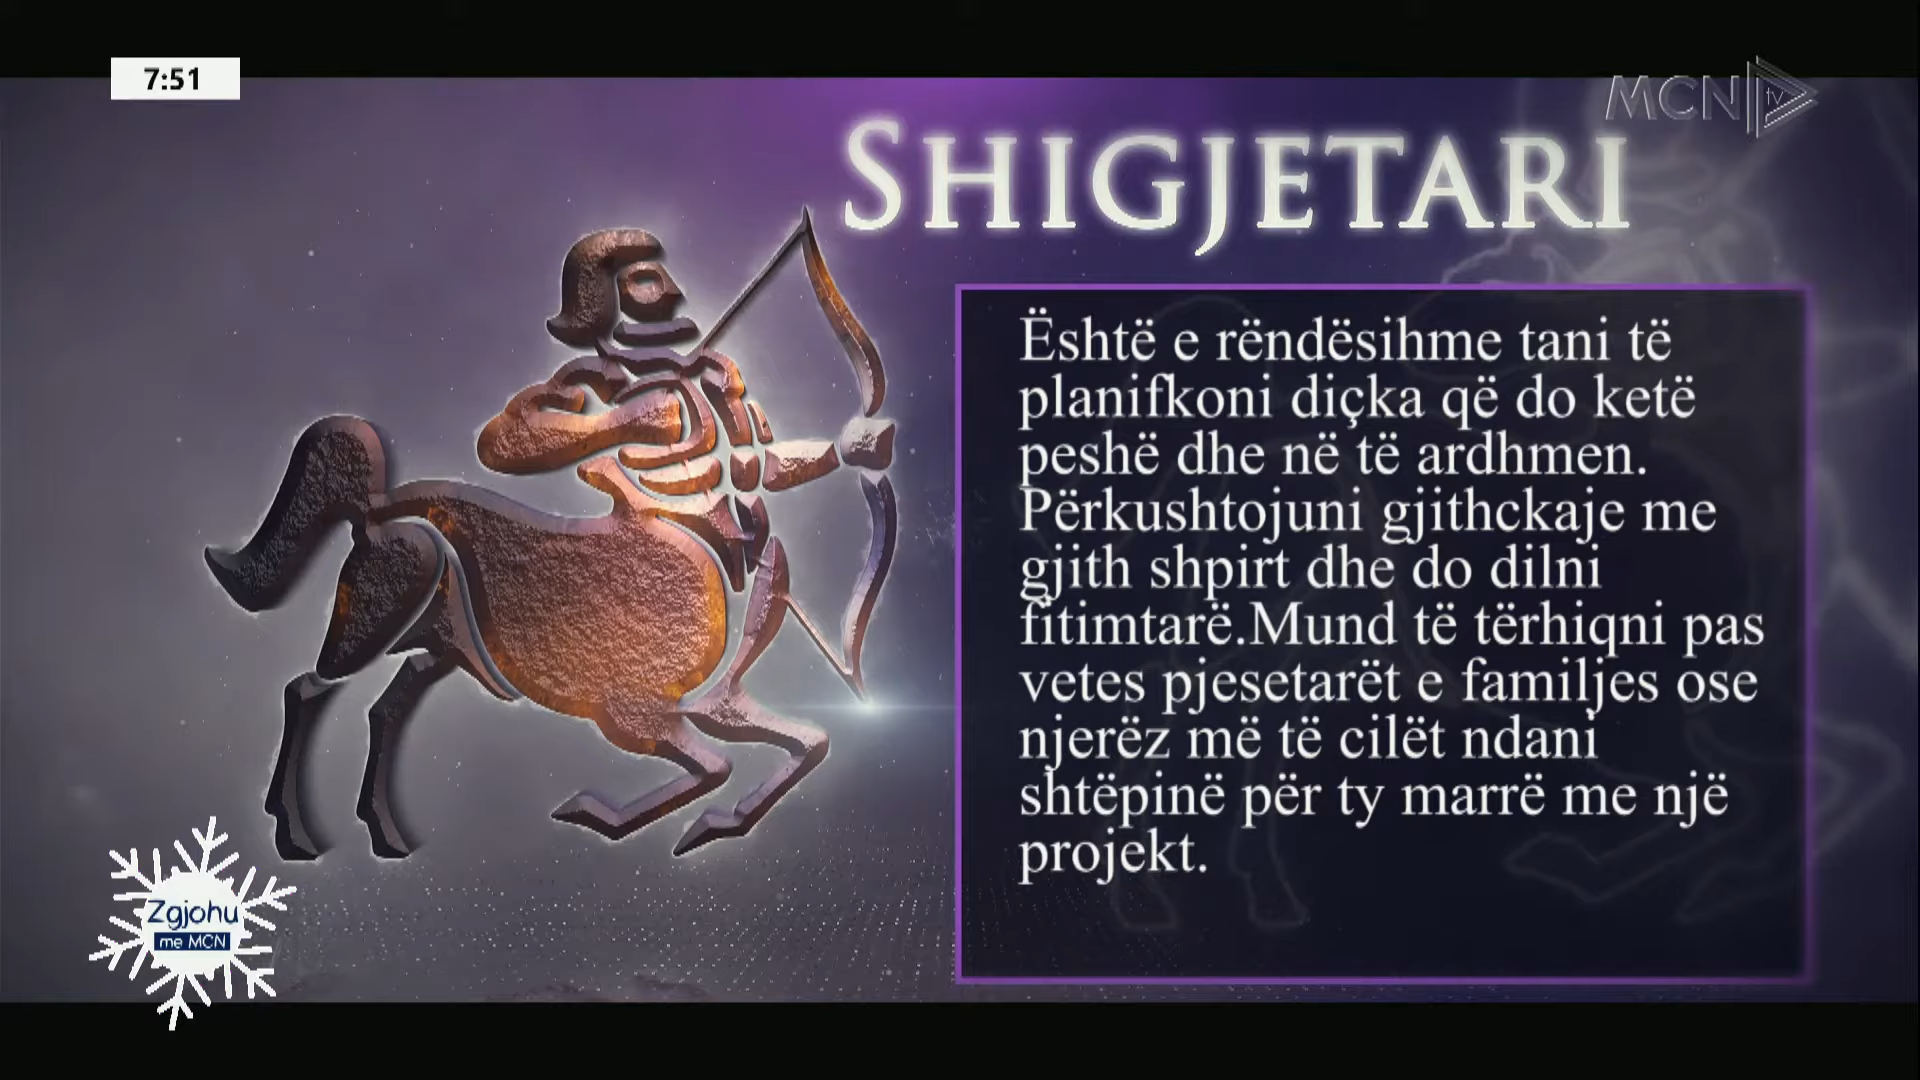 7:51
MCN tv
SHIGJETARI
Është e rëndësihme tani të
planifkoni diçka që do ketë
peshë dhe në të ardhmen.
Përkushtojuni gjithckaje me
gjith shpirt dhe do dilni
fitimtarë.Mund të tërhiqni pas
vetes pjesetarët e familjes ose
njerëz më të cilët ndani
shtëpinë për ty marrë me një
projekt.
Zgjohu
me MCN